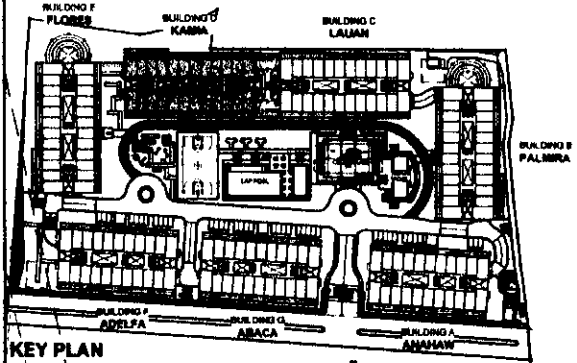 BUILDING E
FLORES
BUILDING D
KAMIA
BUILDING C
LAUAN
BUILDING B
PALMIRA
LAP POOL
BUILDING F
ADELFA
BUILDING G
ABACA
BUILDING A
ANAHAW
KEY PLAN